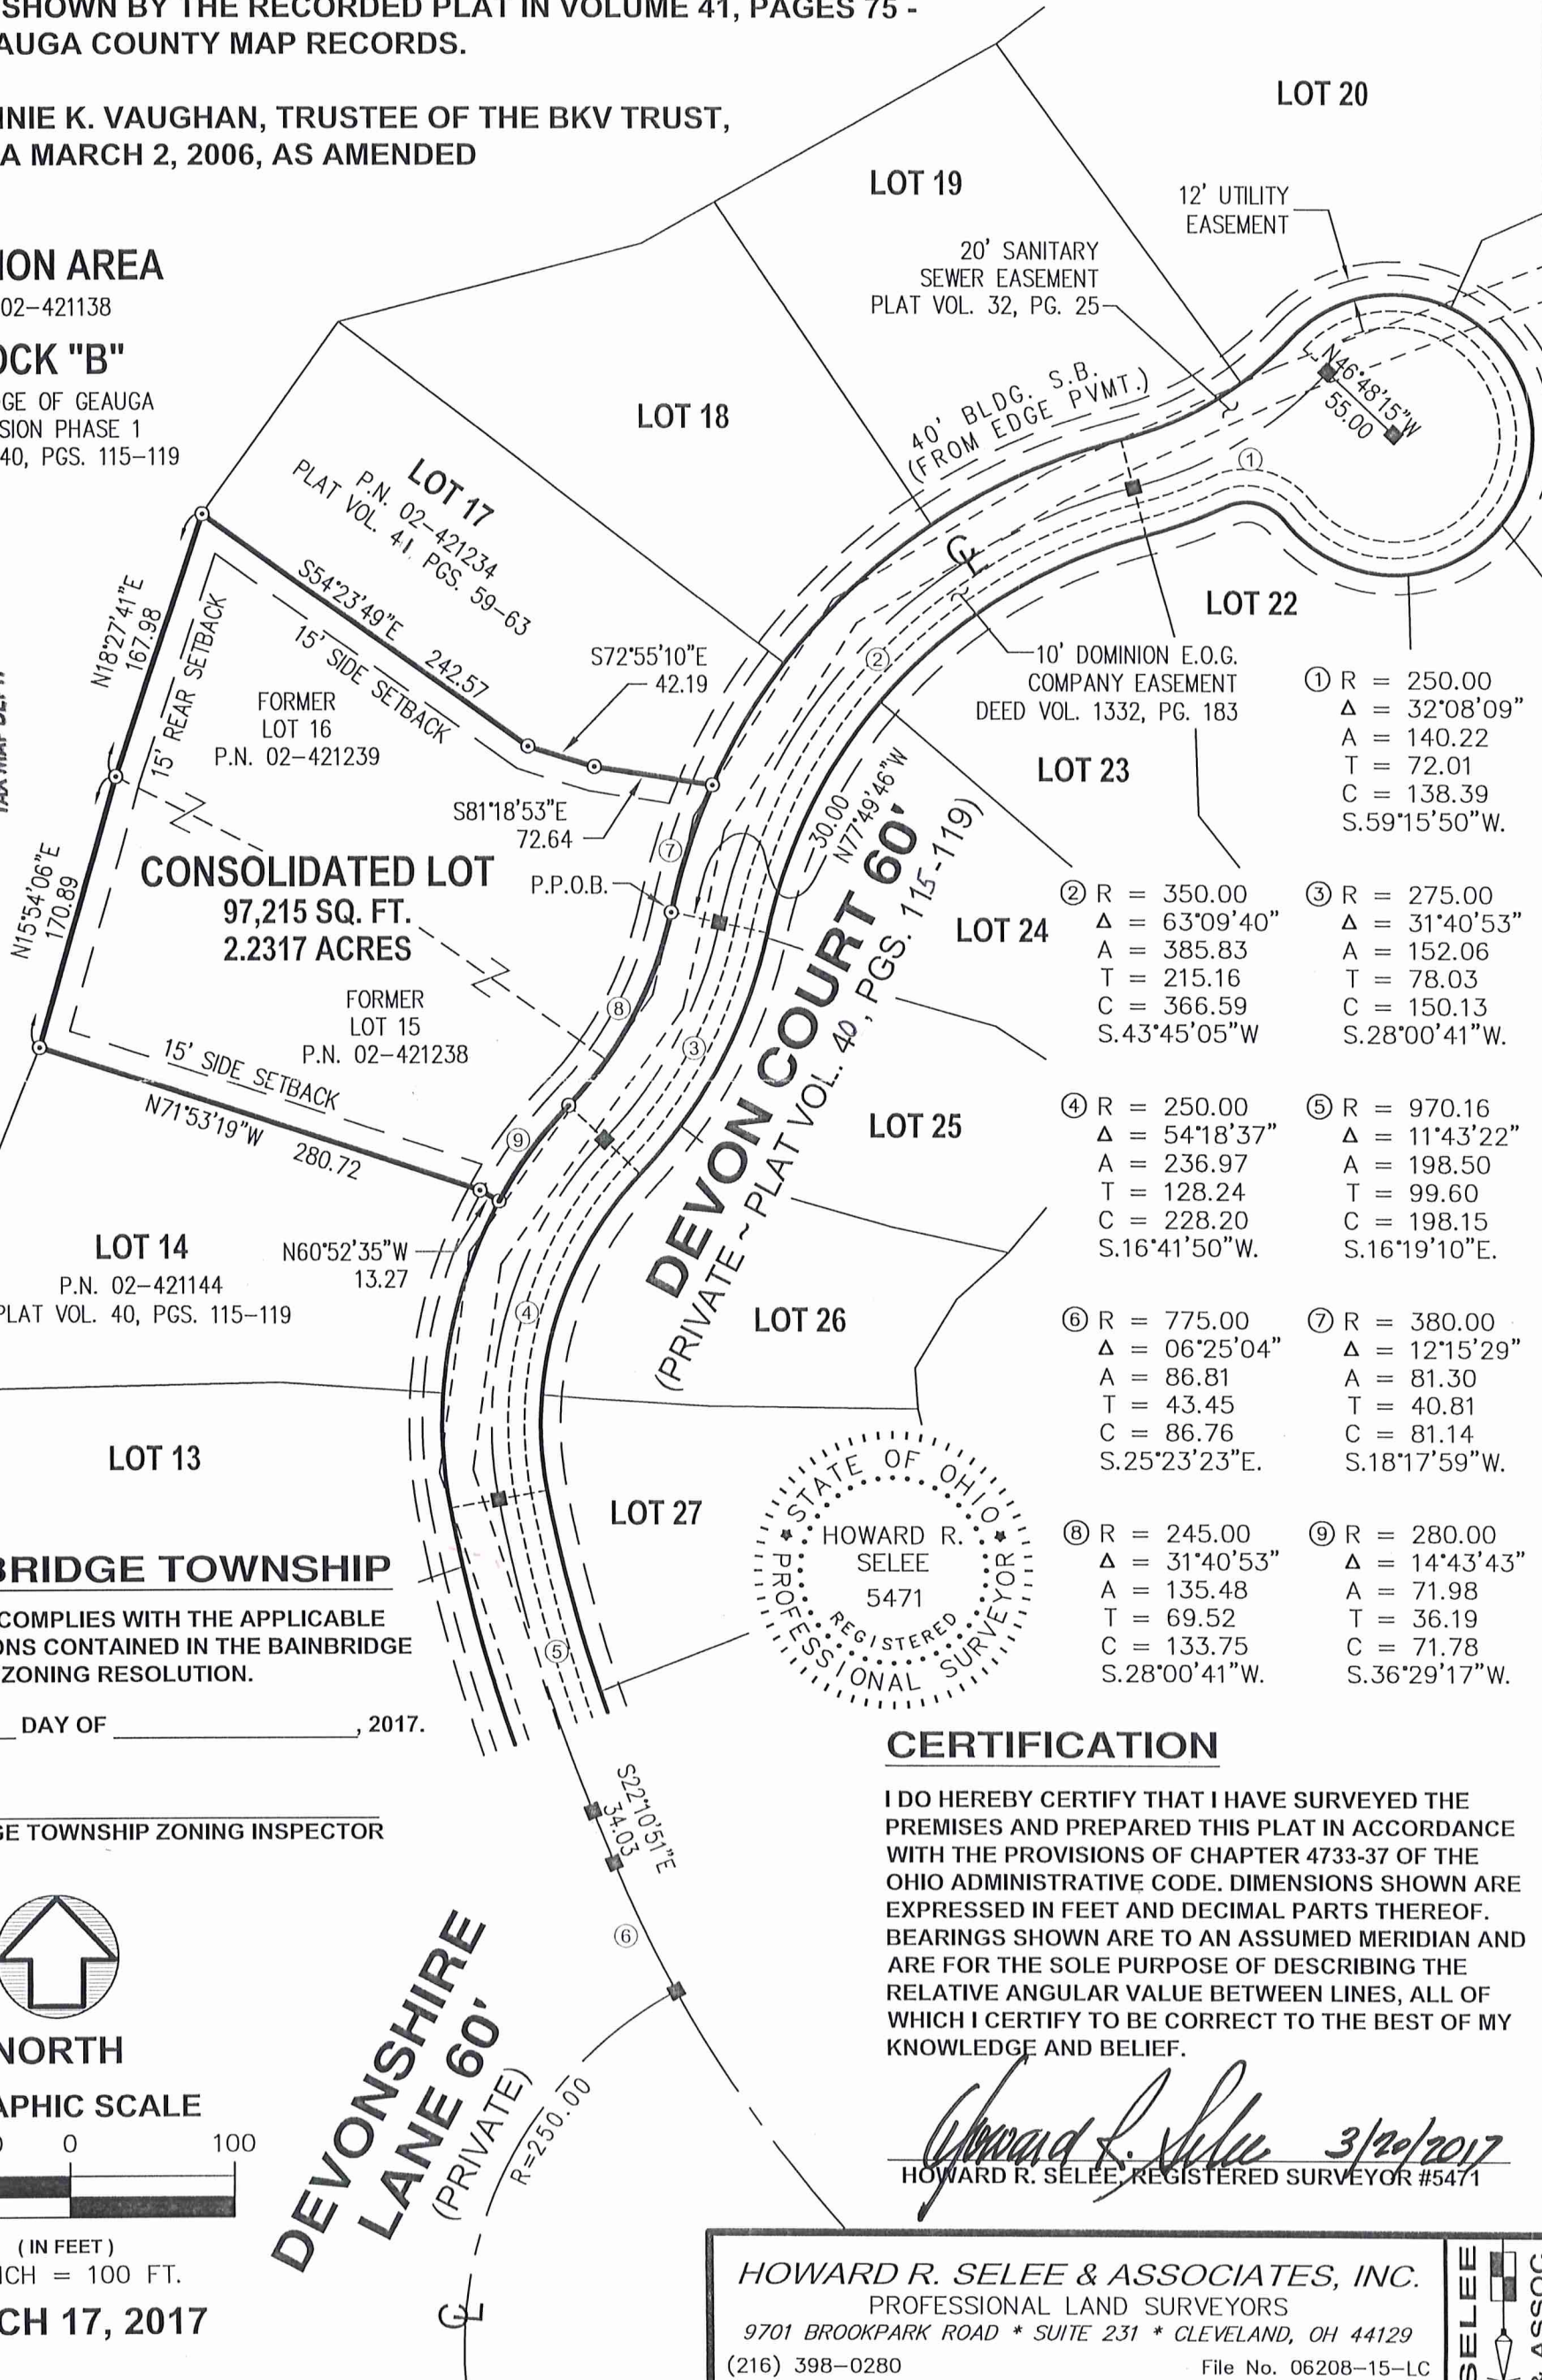 SHOWN BY THE RECORDED PLAT IN VOLUME 41, PAGES 75 -
AUGA COUNTY MAP RECORDS.
NNIE K. VAUGHAN, TRUSTEE OF THE BKV TRUST,
A MARCH 2, 2006, AS AMENDED
LOT 20
LOT 19
12' UTILITY
EASEMENT
20' SANITARY
SEWER EASEMENT
PLAT VOL. 32, PG. 25
ION AREA
02-421138
OCK "B"
GE OF GEAUGA
SION PHASE 1
40, PGS. 115-119
N46°48'15"W
55.00
40' BLDG. S.B.
(FROM EDGE PVMT.)
LOT 18
LOT 17
P.N. 02-421234
PLAT VOL. 41, PGS. 59-63
1
CL
LOT 22
S54°23'49"E 242.57
15' SIDE SETBACK
N18°27'41"E
167.98
15' REAR SETBACK
S72°55'10"E
42.19
FORMER
LOT 16
P.N. 02-421239
2
10' DOMINION E.O.G.
COMPANY EASEMENT
DEED VOL. 1332, PG. 183
1 R = 250.00
Δ = 32°08'09"
A = 140.22
T = 72.01
C = 138.39
S.59°15'50"W.
LOT 23
S81°18'53"E
72.64
7
30.00
N77°49'46"W
N15°54'06"E
170.89
CONSOLIDATED LOT
97,215 SQ. FT.
2.2317 ACRES
P.P.O.B.
LOT 24
2 R = 350.00
Δ = 63°09'40"
A = 385.83
T = 215.16
C = 366.59
S.43°45'05"W
3 R = 275.00
Δ = 31°40'53"
A = 152.06
T = 78.03
C = 150.13
S.28°00'41"W.
FORMER
LOT 15
P.N. 02-421238
8
3
15' SIDE SETBACK
N71°53'19"W 280.72
9
DEVON COURT 60'
(PRIVATE ~ PLAT VOL. 40, PGS. 115-119)
LOT 25
4 R = 250.00
Δ = 54°18'37"
A = 236.97
T = 128.24
C = 228.20
S.16°41'50"W.
5 R = 970.16
Δ = 11°43'22"
A = 198.50
T = 99.60
C = 198.15
S.16°19'10"E.
LOT 14
P.N. 02-421144
PLAT VOL. 40, PGS. 115-119
N60°52'35"W
13.27
4
LOT 26
6 R = 775.00
Δ = 06°25'04"
A = 86.81
T = 43.45
C = 86.76
S.25°23'23"E.
7 R = 380.00
Δ = 12°15'29"
A = 81.30
T = 40.81
C = 81.14
S.18°17'59"W.
LOT 13
LOT 27
STATE OF OHIO
HOWARD R.
SELEE
5471
REGISTERED
PROFESSIONAL SURVEYOR
8 R = 245.00
Δ = 31°40'53"
A = 135.48
T = 69.52
C = 133.75
S.28°00'41"W.
9 R = 280.00
Δ = 14°43'43"
A = 71.98
T = 36.19
C = 71.78
S.36°29'17"W.
BRIDGE TOWNSHIP
COMPLIES WITH THE APPLICABLE
ONS CONTAINED IN THE BAINBRIDGE
ZONING RESOLUTION.
DAY OF , 2017.
GE TOWNSHIP ZONING INSPECTOR
5
S22°10'51"E
34.03
6
CERTIFICATION
I DO HEREBY CERTIFY THAT I HAVE SURVEYED THE
PREMISES AND PREPARED THIS PLAT IN ACCORDANCE
WITH THE PROVISIONS OF CHAPTER 4733-37 OF THE
OHIO ADMINISTRATIVE CODE. DIMENSIONS SHOWN ARE
EXPRESSED IN FEET AND DECIMAL PARTS THEREOF.
BEARINGS SHOWN ARE TO AN ASSUMED MERIDIAN AND
ARE FOR THE SOLE PURPOSE OF DESCRIBING THE
RELATIVE ANGULAR VALUE BETWEEN LINES, ALL OF
WHICH I CERTIFY TO BE CORRECT TO THE BEST OF MY
KNOWLEDGE AND BELIEF.
Howard R. Selee 3/20/2017
HOWARD R. SELEE, REGISTERED SURVEYOR #5471
NORTH
APHIC SCALE
0 0 100
( IN FEET )
ICH = 100 FT.
CH 17, 2017
DEVONSHIRE
LANE 60'
(PRIVATE)
R=250.00
CL
HOWARD R. SELEE & ASSOCIATES, INC.
PROFESSIONAL LAND SURVEYORS
9701 BROOKPARK ROAD * SUITE 231 * CLEVELAND, OH 44129
(216) 398-0280 File No. 06208-15-LC
SELEE
& ASSOC